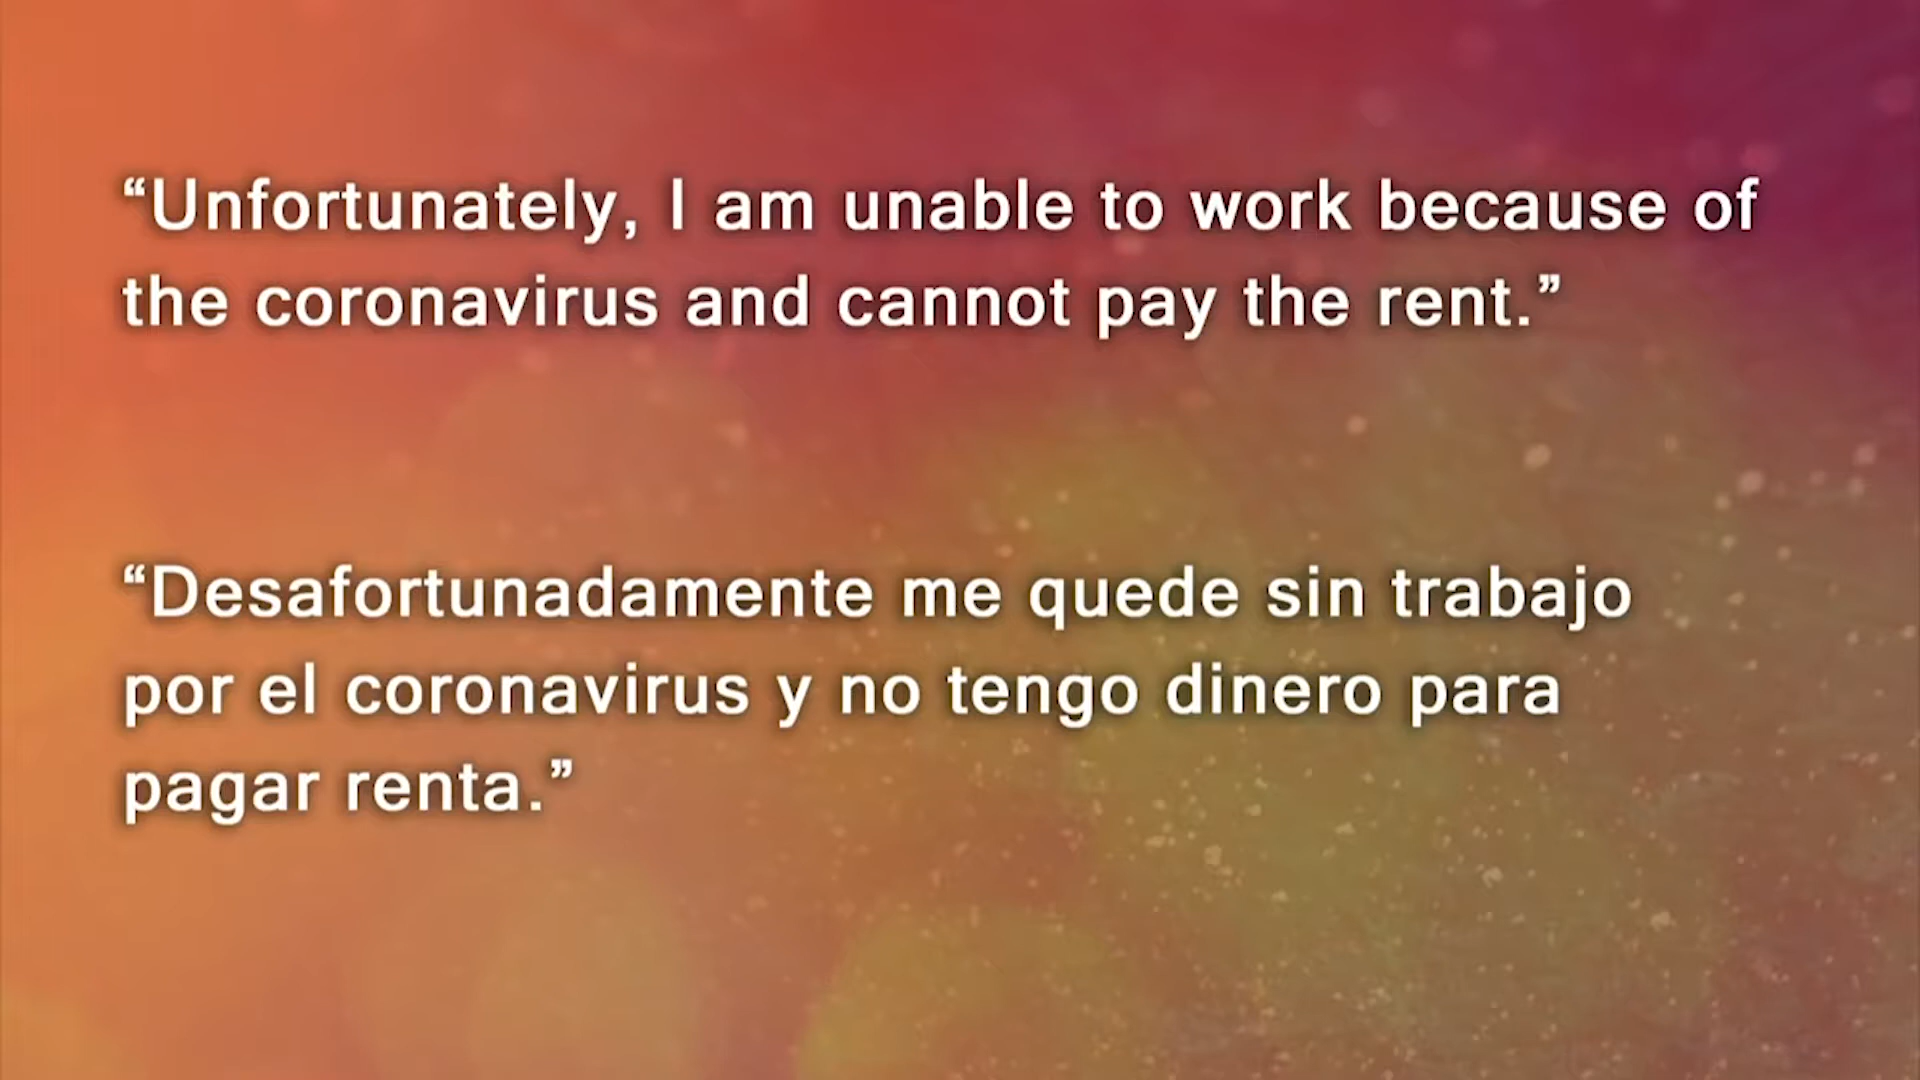 “Unfortunately, I am unable to work because of
the coronavirus and cannot pay the rent.”
“Desafortunadamente me quede sin trabajo
por el coronavirus y no tengo dinero para
pagar renta.”